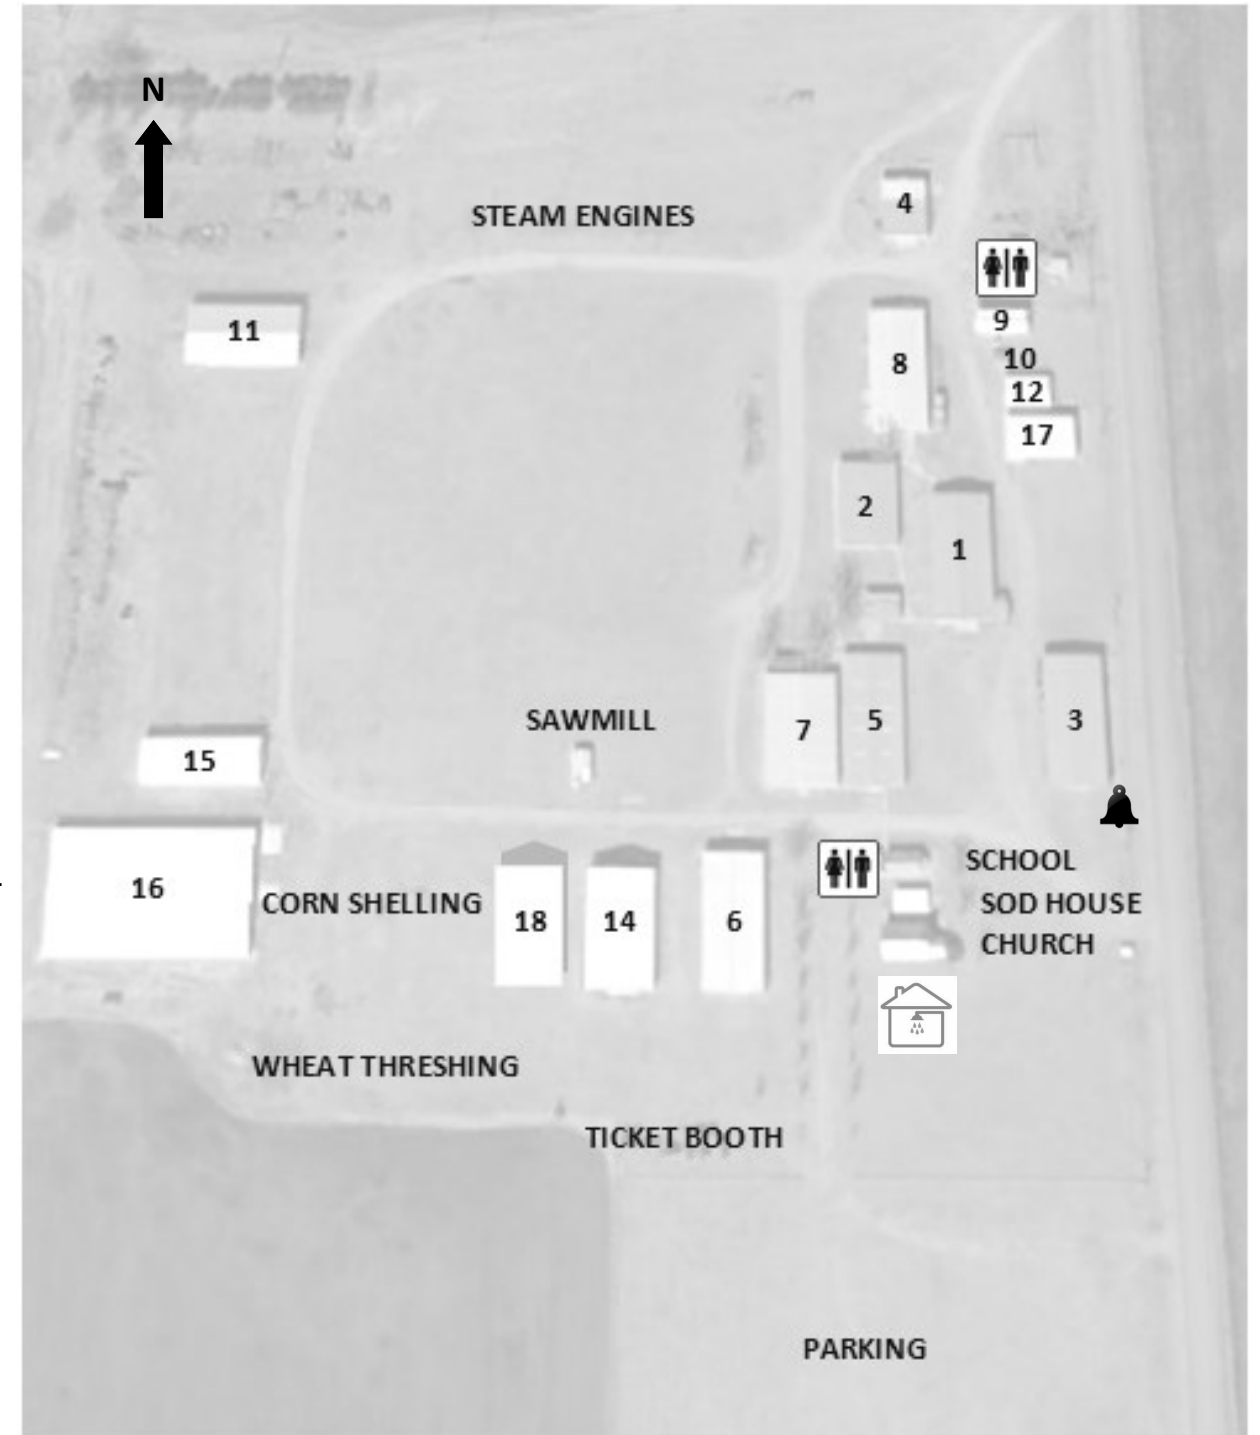 N
4
STEAM ENGINES
9
11
10
8
12
17
2
1
SAWMILL
7
5
3
15
SCHOOL
16
CORN SHELLING
SOD HOUSE
18
14
6
CHURCH
WHEAT THRESHING
TICKET BOOTH
PARKING